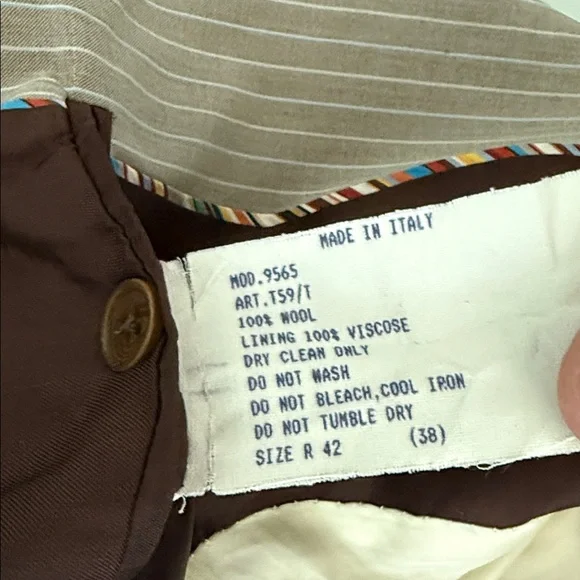 MADE IN ITALY
MOD.9565
ART.T59/T
100% WOOL
LINING 100% VISCOSE
DRY CLEAN ONLY
DO NOT WASH
DO NOT BLEACH,COOL IRON
DO NOT TUMBLE DRY
SIZE R 42 (38)